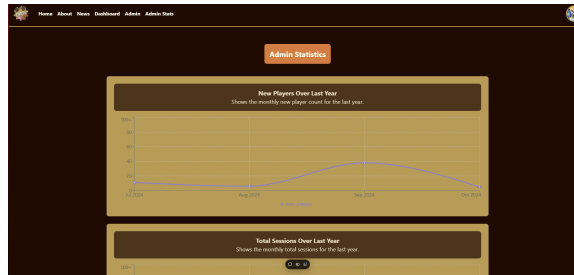 Home About News Dashboard Admin Admin Stats
Admin Statistics
New Players Over Last Year
Shows the monthly new player count for the last year.
100+
80
60
40
20
0
Jul 2024 Aug 2024 Sep 2024 Oct 2024
Total Sessions Over Last Year
Shows the monthly total sessions for the last year.
100+